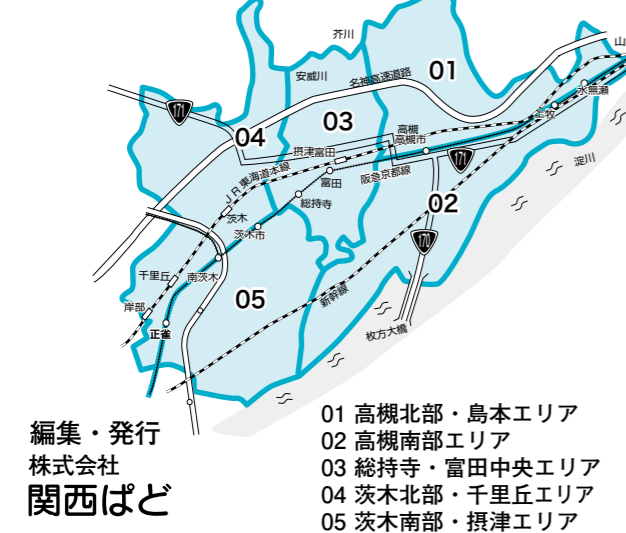 芥川
山
安威川
名神高速道路
01
水無瀬
171
上牧
04
03
高槻
高槻市
摂津富田
171
淀川
JR東海道本線
富田
阪急京都線
総持寺
02
茨木
茨木市
170
千里丘
南茨木
新幹線
05
岸部
正雀
枚方大橋
編集・発行
株式会社
関西ぱど
01 高槻北部・島本エリア
02 高槻南部エリア
03 総持寺・富田中央エリア
04 茨木北部・千里丘エリア
05 茨木南部・摂津エリア